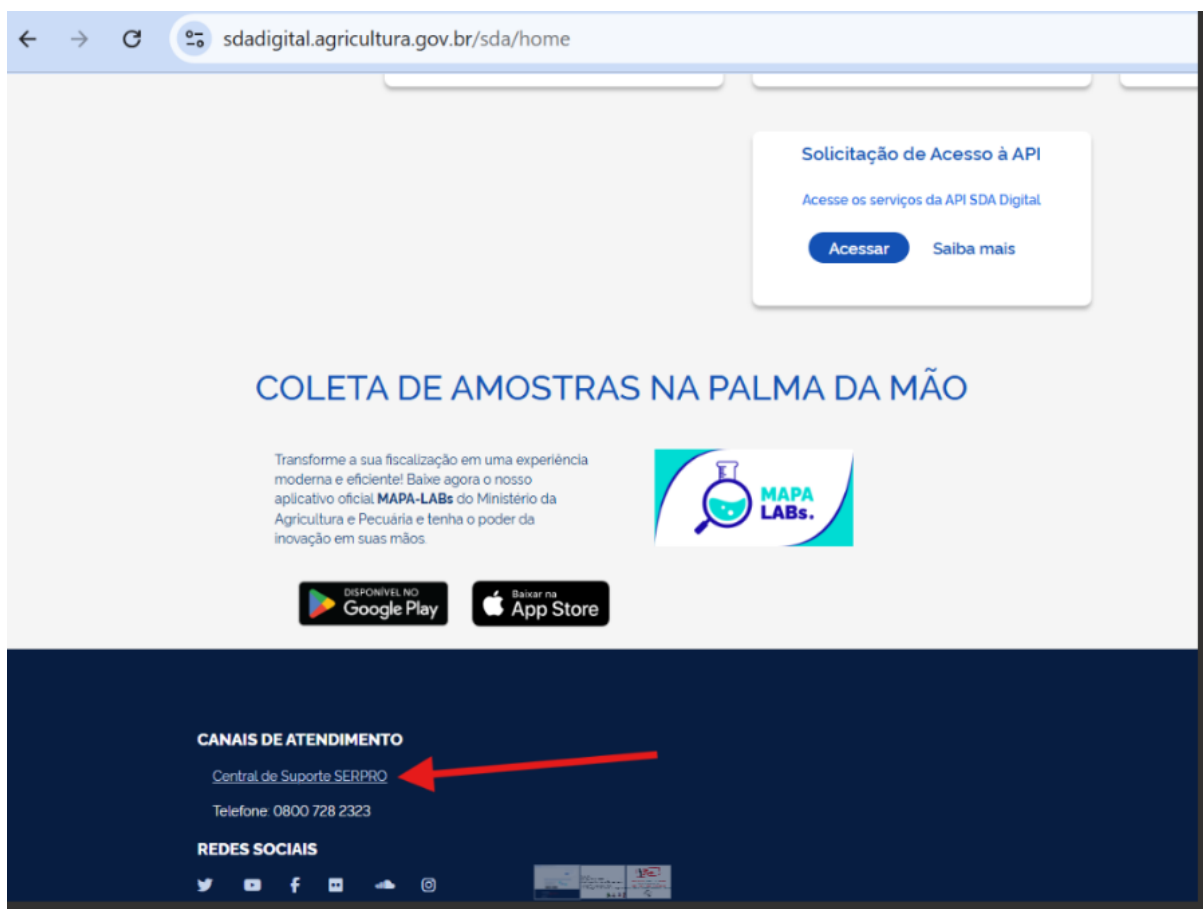 sdadigital.agricultura.gov.br/sda/home
Solicitação de Acesso à API
Acesse os serviços da API SDA Digital
Acessar Saiba mais
COLETA DE AMOSTRAS NA PALMA DA MÃO
Transforme a sua fiscalização em uma experiência
moderna e eficiente! Baixe agora o nosso
aplicativo oficial MAPA-LABs do Ministério da
Agricultura e Pecuária e tenha o poder da
inovação em suas mãos.
MAPA
LABs.
DISPONÍVEL NO
Google Play
Baixar na
App Store
CANAIS DE ATENDIMENTO
Central de Suporte SERPRO
Telefone: 0800 728 2323
REDES SOCIAIS